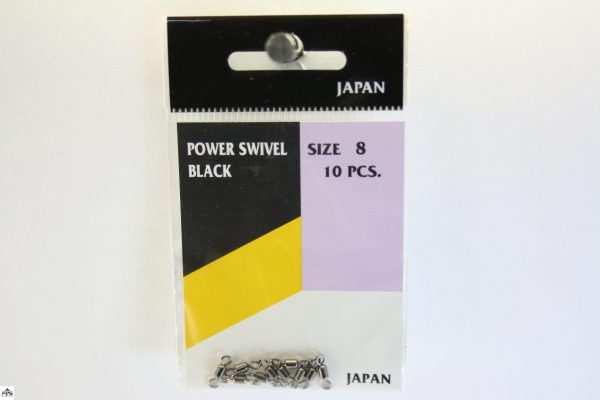 JAPAN
POWER SWIVEL
BLACK
SIZE 8
10 PCS.
JAPAN